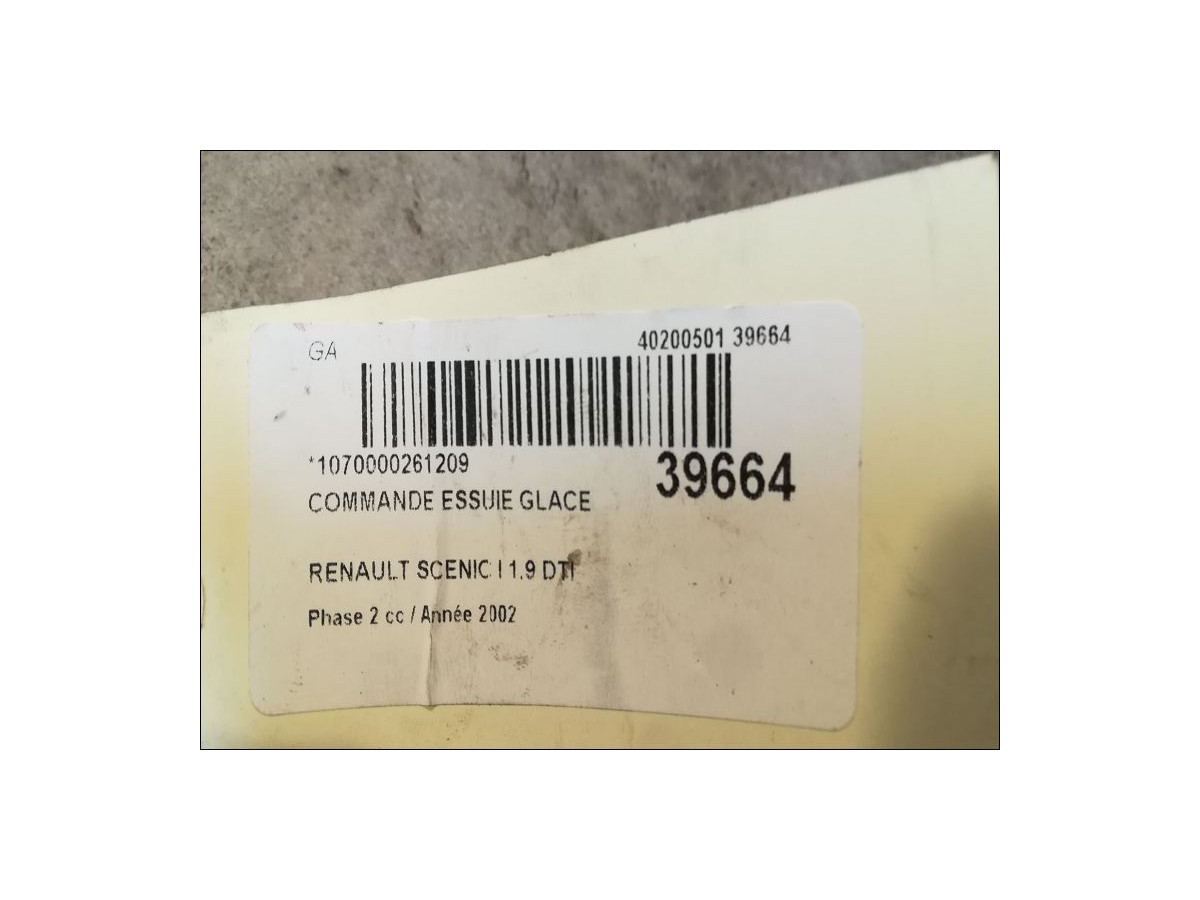 GA
40200501 39664
*1070000261209
39664
COMMANDE ESSUIE GLACE
RENAULT SCENIC I 1.9 DTI
Phase 2 cc / Année 2002